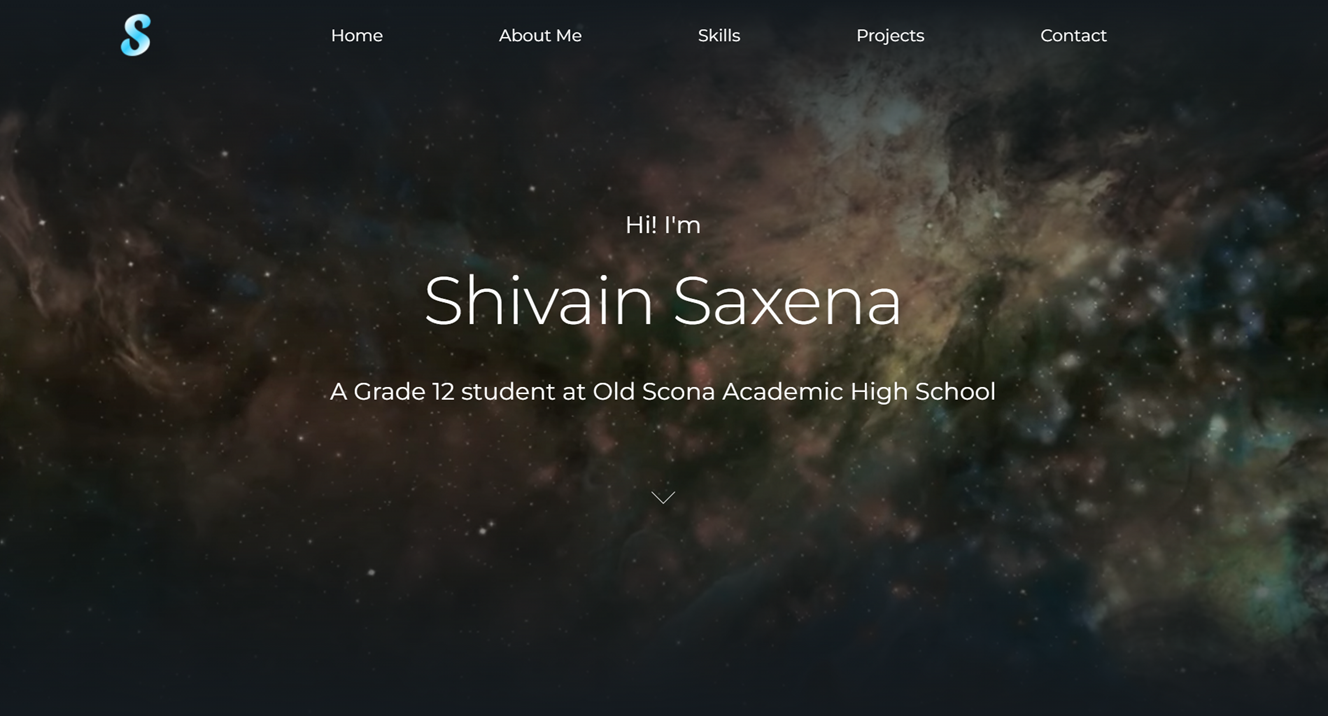 S
Home About Me Skills Projects Contact
Hi! I'm
Shivain Saxena
A Grade 12 student at Old Scona Academic High School